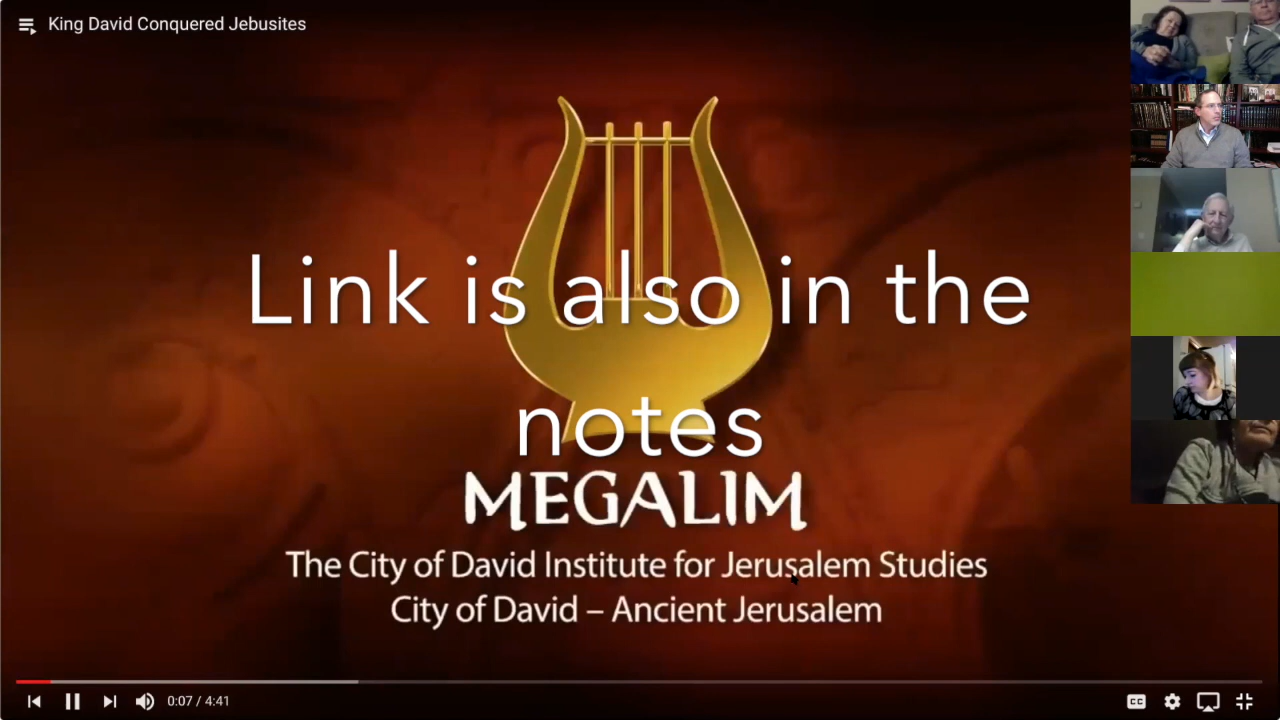 King David Conquered Jebusites
Link is also in the
notes
MEGALIM
The City of David Institute for Jerusalem Studies
City of David – Ancient Jerusalem
0:07 / 4:41
CC